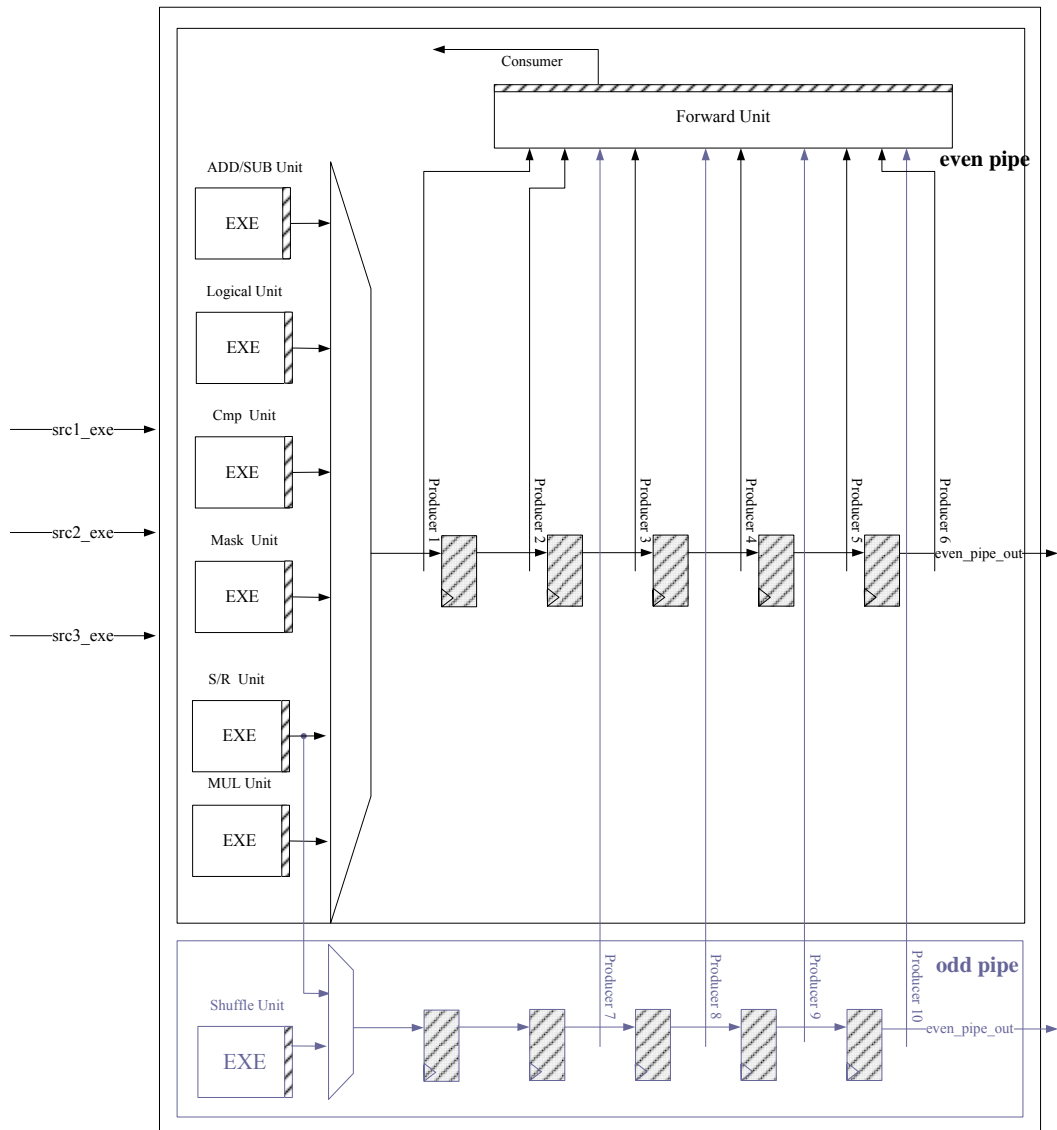 Consumer
Forward Unit
even pipe
ADD/SUB Unit
EXE
Logical Unit
EXE
Cmp Unit
EXE
src1_exe
Producer 1
Producer 2
Producer 3
Producer 4
Producer 5
Producer 6
src2_exe
Mask Unit
even_pipe_out
EXE
src3_exe
S/R Unit
EXE
MUL Unit
EXE
odd pipe
Producer 7
Producer 8
Producer 9
Producer 10
Shuffle Unit
EXE
even_pipe_out